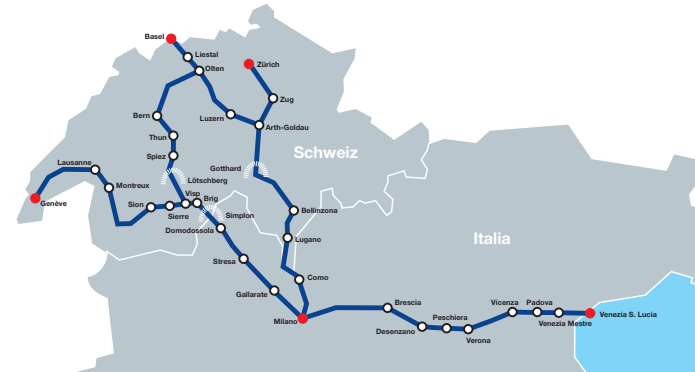 Basel
Liestal
Olten
Zürich
Zug
Bern
Luzern
Arth-Goldau
Thun
Schweiz
Spiez
Lausanne
Gotthard
Lötschberg
Montreux
Visp
Brig
Genève
Sion
Sierre
Simplon
Bellinzona
Domodossola
Lugano
Italia
Stresa
Como
Gallarate
Milano
Brescia
Vicenza
Padova
Peschiera
Venezia S. Lucia
Desenzano
Venezia Mestre
Verona